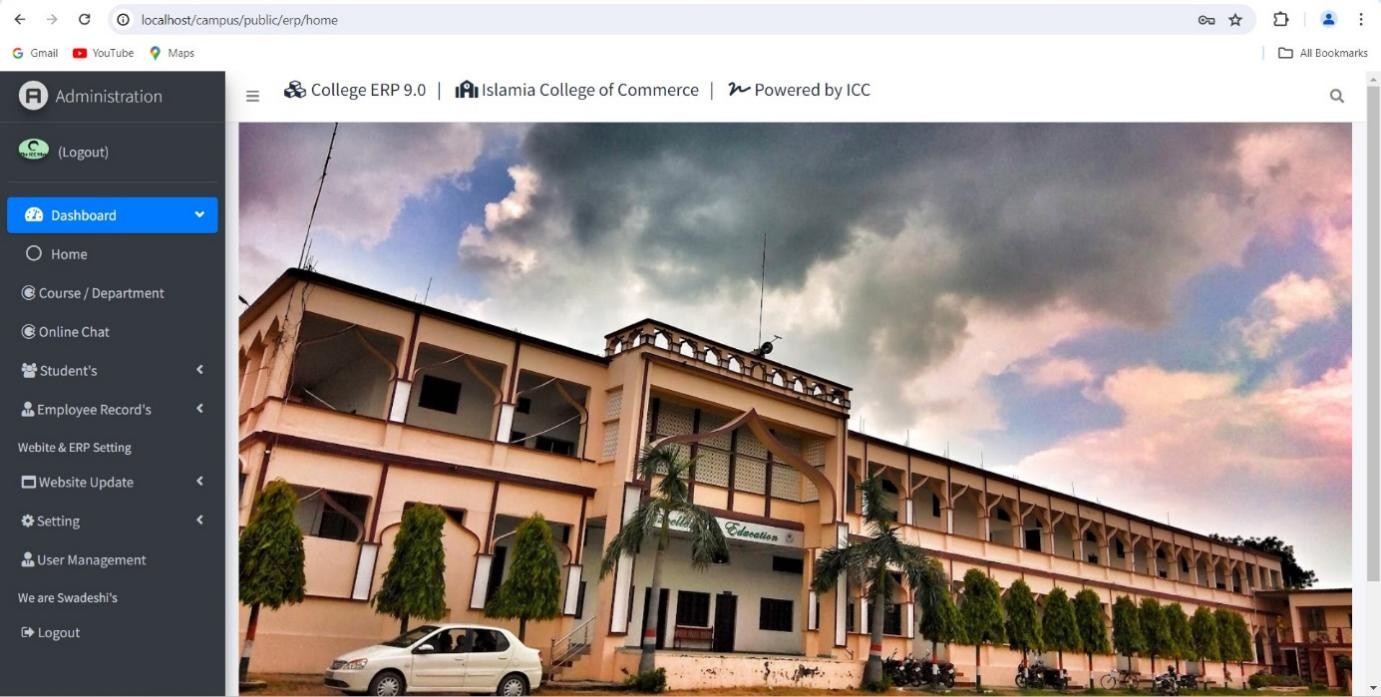 localhost/campus/public/erp/home
Gmail YouTube Maps
All Bookmarks
Administration
College ERP 9.0 | Islamia College of Commerce | Powered by ICC
(Logout)
Dashboard
Home
Course / Department
Online Chat
Student's
Employee Record's
Webite & ERP Setting
Website Update
Setting
User Management
We are Swadeshi's
Logout
Education